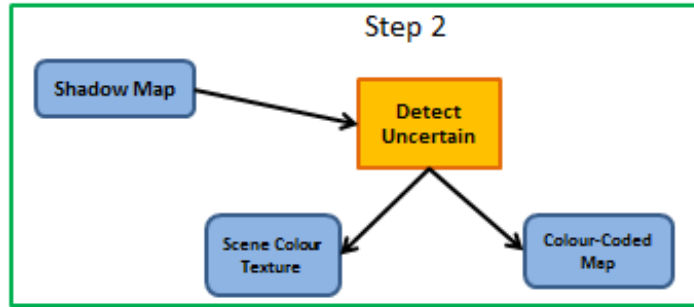 Step 2
Shadow Map
Detect
Uncertain
Scene Colour
Texture
Colour-Coded
Map